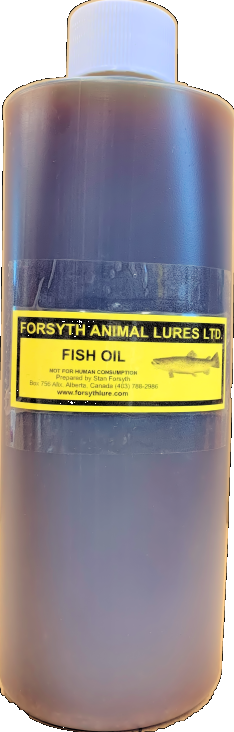 FORSYTH ANIMAL LURES LTD.
FISH OIL
NOT FOR HUMAN CONSUMPTION
Prepared by Stan Forsyth
Box 756 Alix, Alberta, Canada (403) 788-2986
www.forsythlure.com